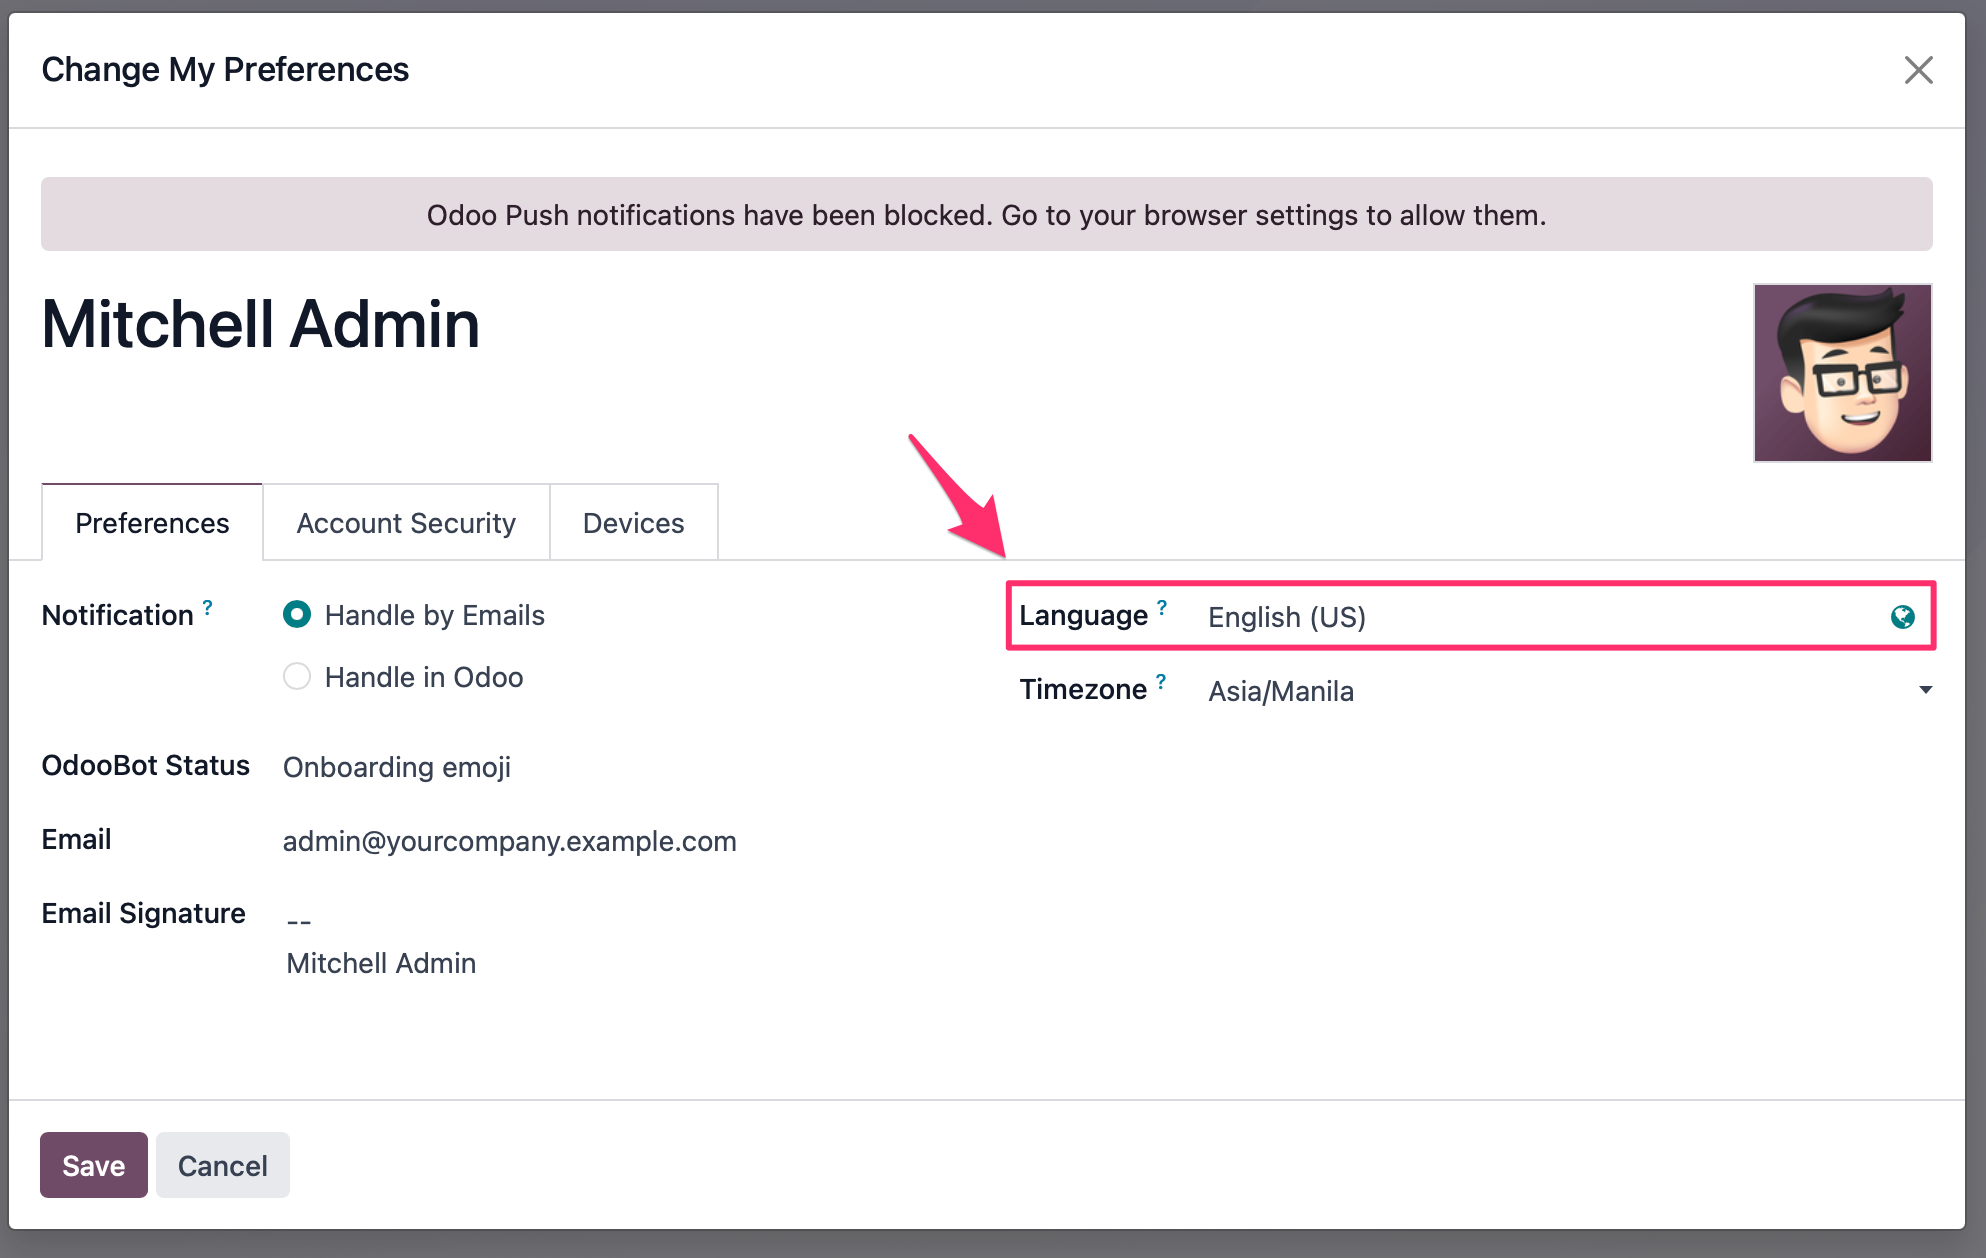 Change My Preferences
Odoo Push notifications have been blocked. Go to your browser settings to allow them.
Mitchell Admin
Preferences Account Security Devices
Notification ? Handle by Emails
Handle in Odoo
OdooBot Status Onboarding emoji
Email admin@yourcompany.example.com
Email Signature --
Mitchell Admin
Language ? English (US)
Timezone ? Asia/Manila
Save Cancel